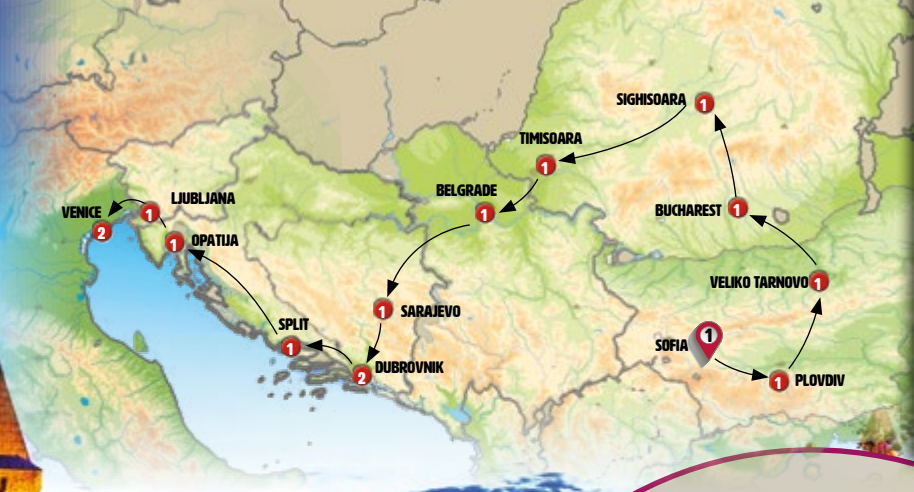 SIGHISOARA 1
TIMISOARA
1
BELGRADE
1
LJUBLJANA
1
VENICE
2
OPATIJA
1
BUCHAREST 1
VELIKO TARNOVO 1
SARAJEVO
1
SPLIT
1
DUBROVNIK
2
SOFIA 1
PLOVDIV
1